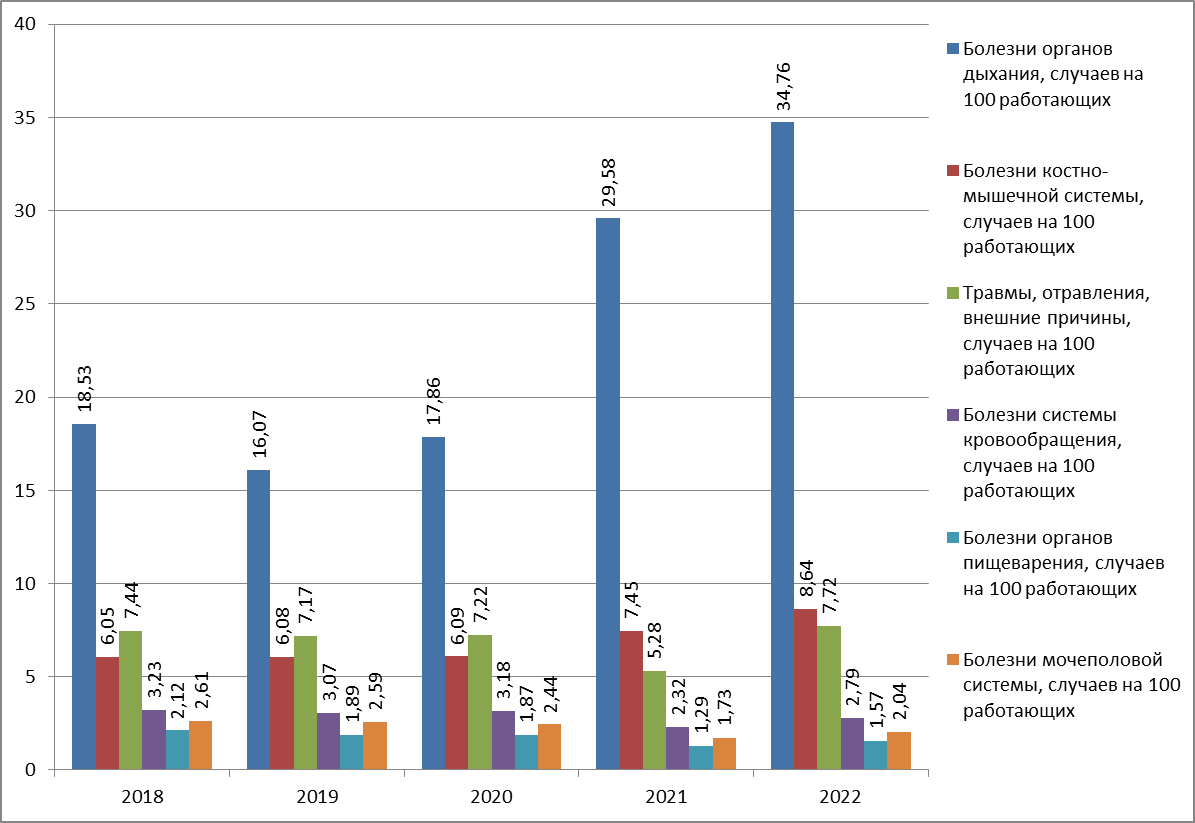 40
35
30
25
20
15
10
5
0
18,53
6,05
7,44
3,23
2,12
2,61
16,07
6,08
7,17
3,07
1,89
2,59
17,86
6,09
7,22
3,18
1,87
2,44
29,58
7,45
5,28
2,32
1,29
1,73
34,76
8,64
7,72
2,79
1,57
2,04
2018
2019
2020
2021
2022
Болезни органов
дыхания, случаев на
100 работающих
Болезни костно-
мышечной системы,
случаев на 100
работающих
Травмы, отравления,
внешние причины,
случаев на 100
работающих
Болезни системы
кровообращения,
случаев на 100
работающих
Болезни органов
пищеварения, случаев
на 100 работающих
Болезни мочеполовой
системы, случаев на 100
работающих